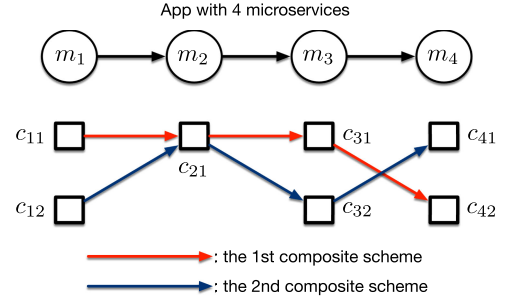 App with 4 microservices
m₁ m₂ m₃ m₄
c₁₁ c₃₁ c₄₁
c₂₁
c₁₂ c₃₂ c₄₂
: the 1st composite scheme
: the 2nd composite scheme